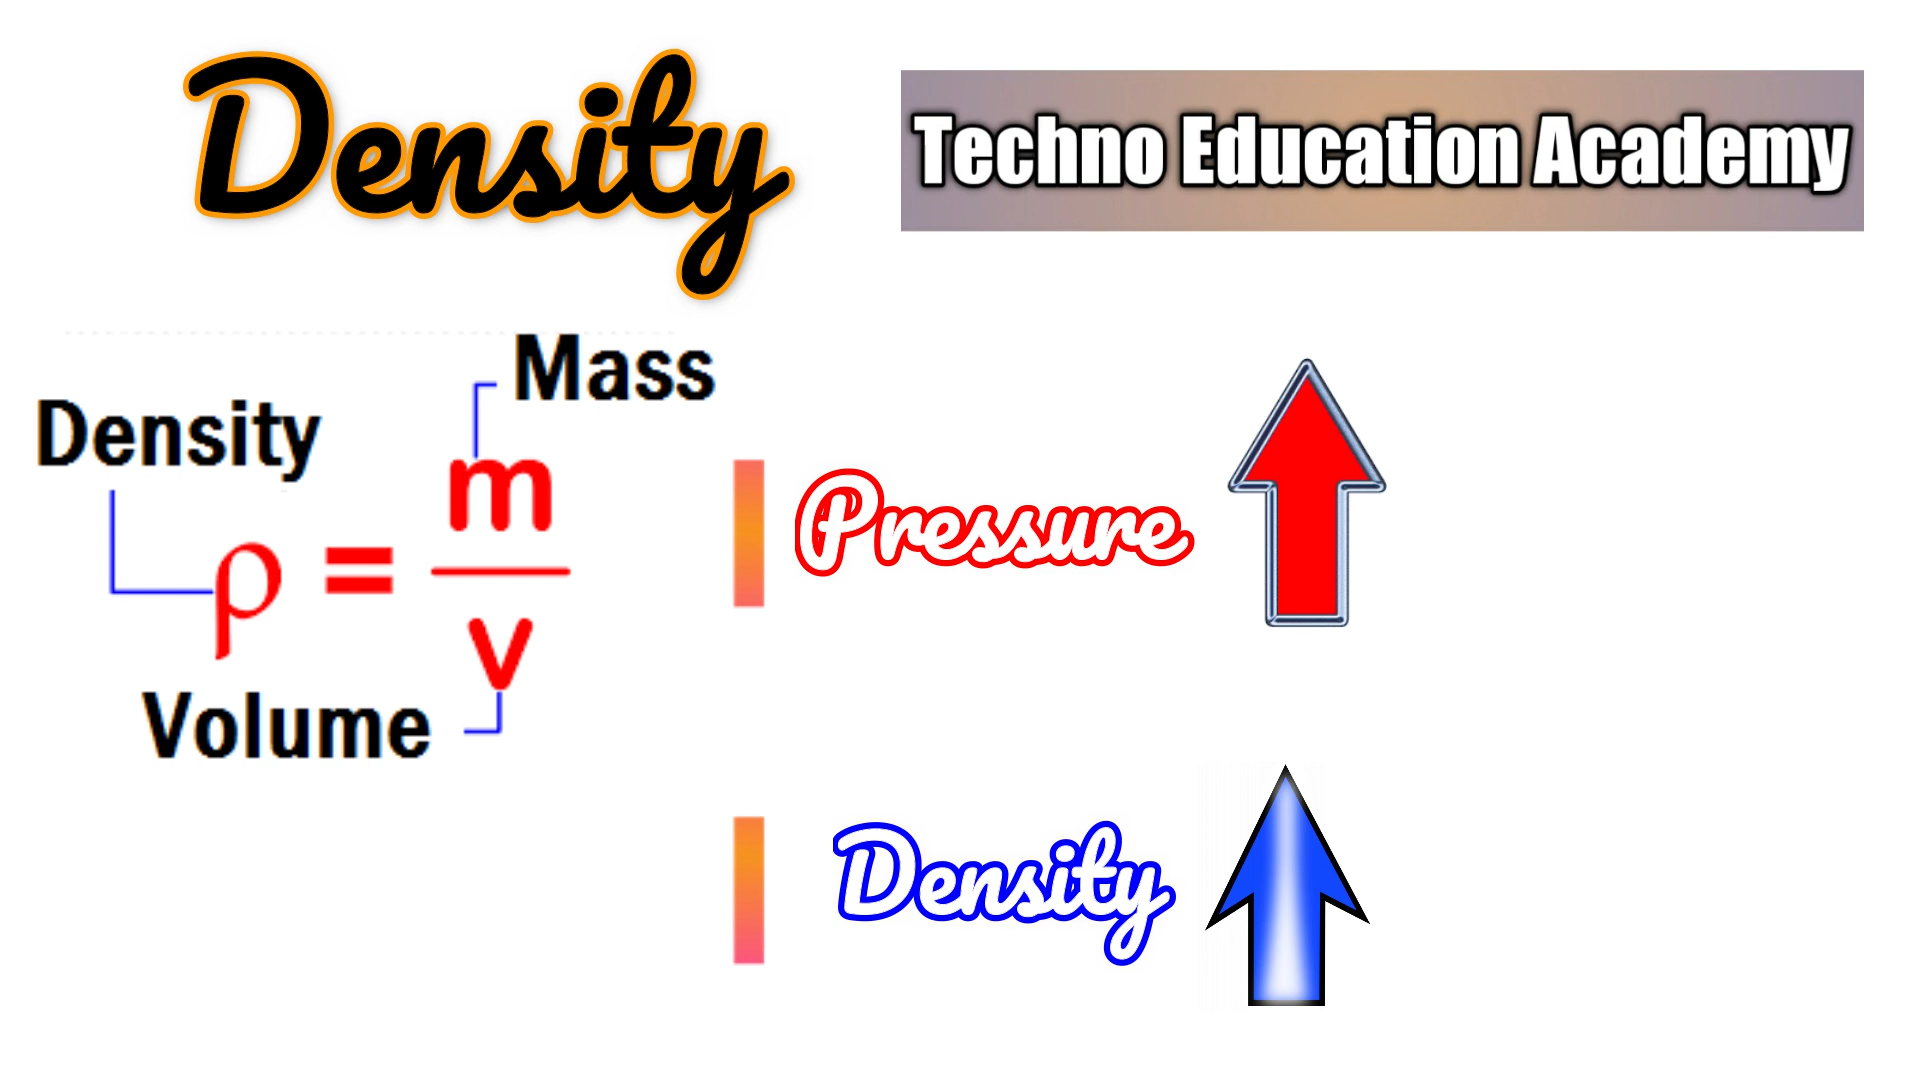 Density
Techno Education Academy
Mass
Density
m
ρ =
v
Volume
Pressure
Density